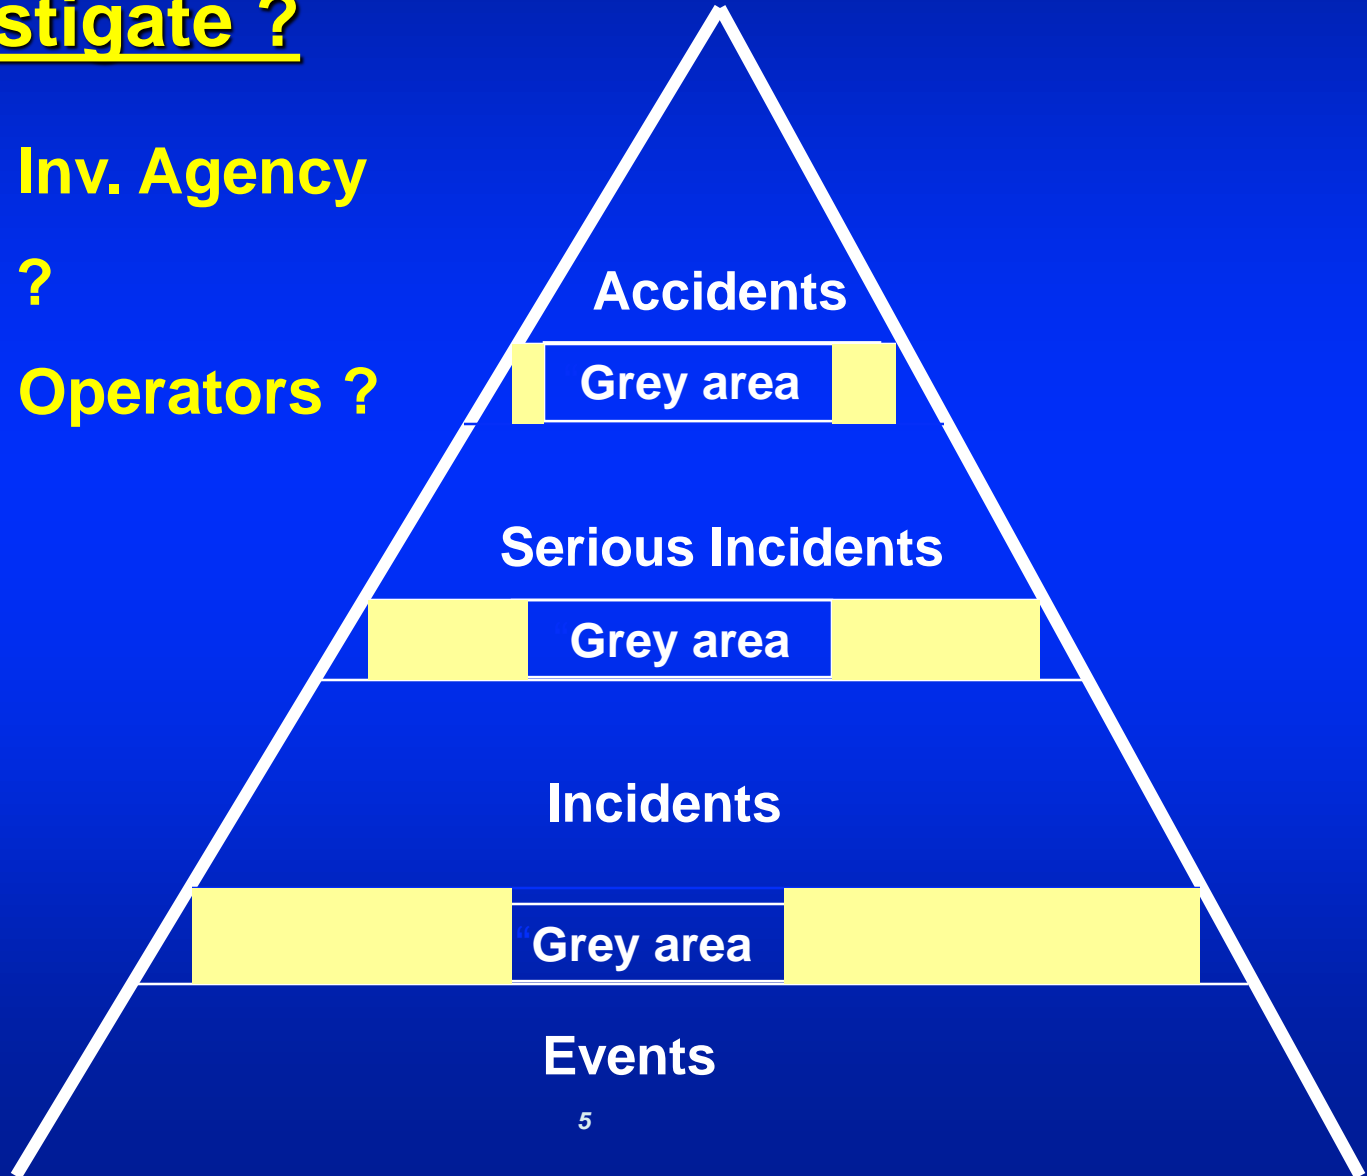 stigate ?
Inv. Agency
?
Operators ?
Accidents
Grey area
Serious Incidents
Grey area
Incidents
“Grey area
Events
5